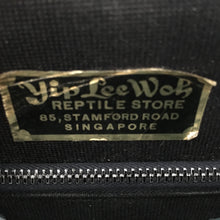 Yip Lee Woh
REPTILE STORE
85, STAMFORD ROAD
SINGAPORE